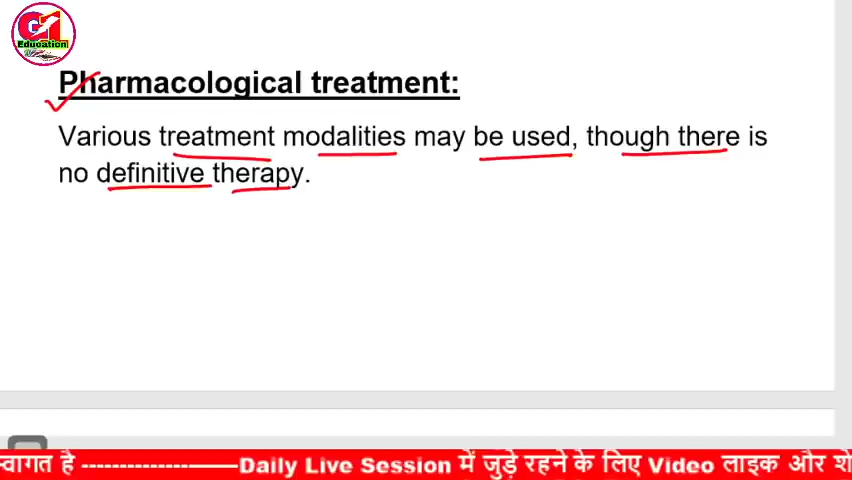 Education
Pharmacological treatment:
Various treatment modalities may be used, though there is
no definitive therapy.
स्वागत है ---------------——Daily Live Session में जुड़े रहने के लिए Video लाइक और शे